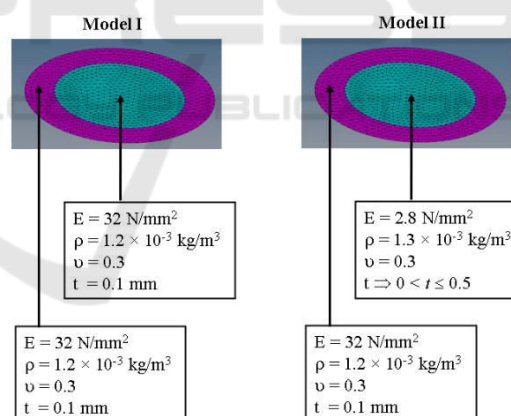 Model I
Model II
E = 32 N/mm²
ρ = 1.2 × 10⁻³ kg/m³
υ = 0.3
t = 0.1 mm
E = 2.8 N/mm²
ρ = 1.3 × 10⁻³ kg/m³
υ = 0.3
t ⇒ 0 < t ≤ 0.5
E = 32 N/mm²
ρ = 1.2 × 10⁻³ kg/m³
υ = 0.3
t = 0.1 mm
E = 32 N/mm²
ρ = 1.2 × 10⁻³ kg/m³
υ = 0.3
t = 0.1 mm